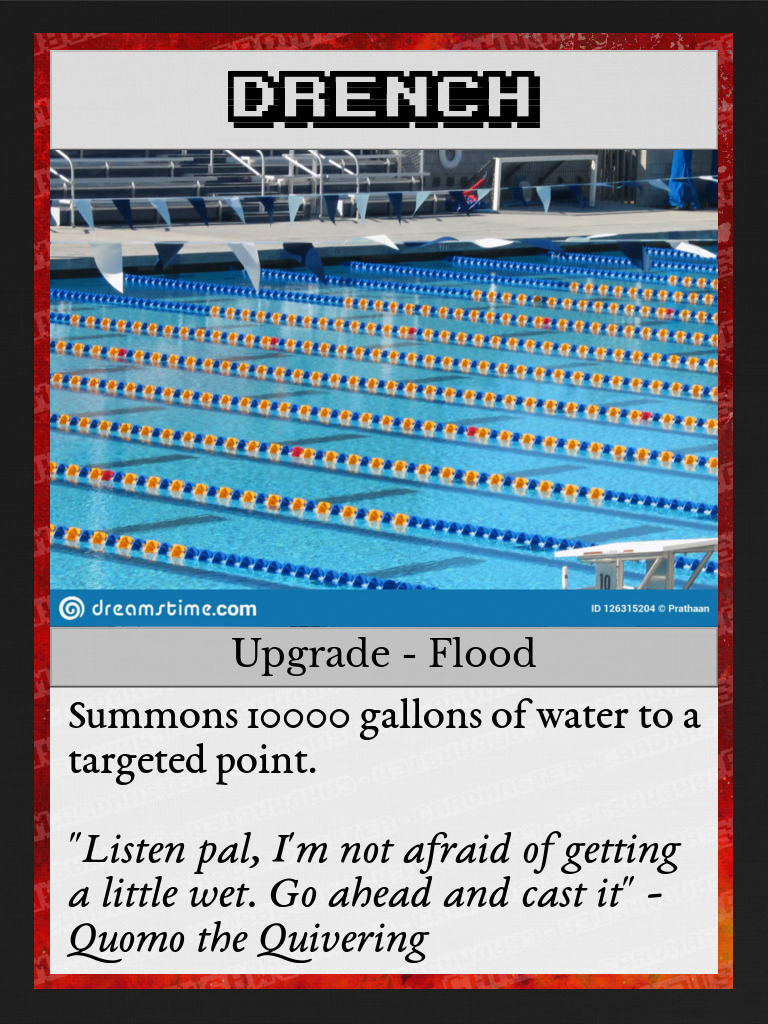 DRENCH
10
dreamstime.com
ID 126315204 © Prathaan
Upgrade - Flood
Summons 10000 gallons of water to a
targeted point.
"Listen pal, I'm not afraid of getting
a little wet. Go ahead and cast it" -
Quomo the Quivering